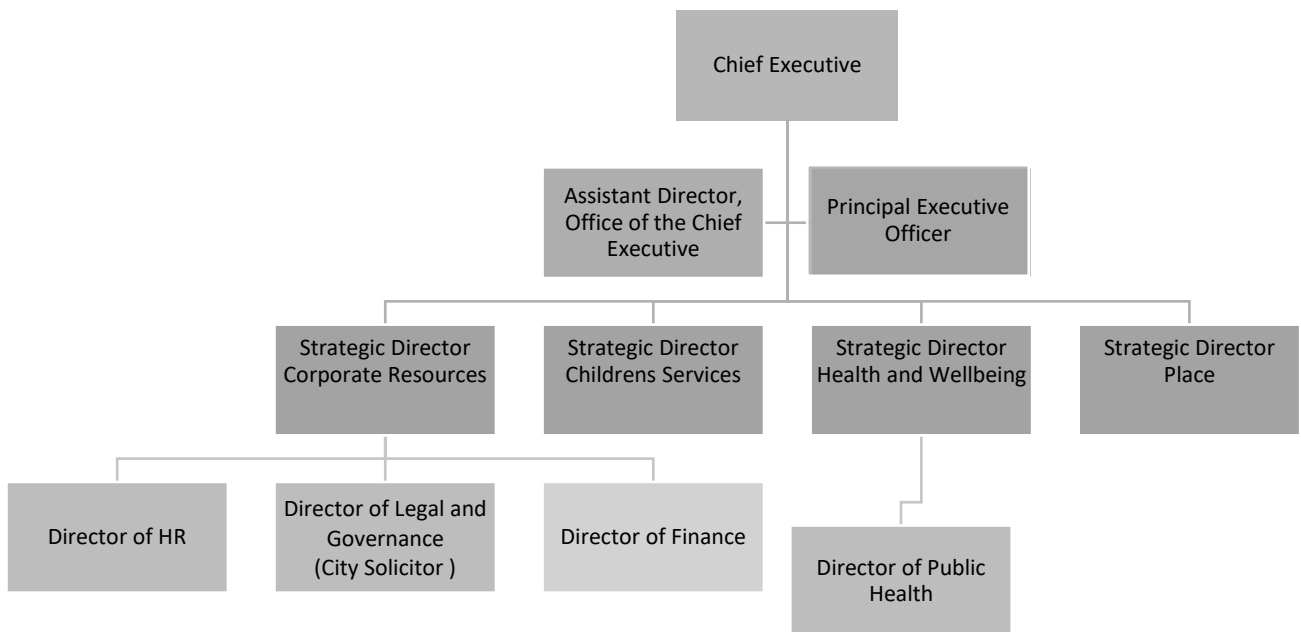 Chief Executive
Assistant Director,
Office of the Chief
Executive
Principal Executive
Officer
Strategic Director
Corporate Resources
Strategic Director
Childrens Services
Strategic Director
Health and Wellbeing
Strategic Director
Place
Director of HR
Director of Legal and
Governance
(City Solicitor )
Director of Finance
Director of Public
Health